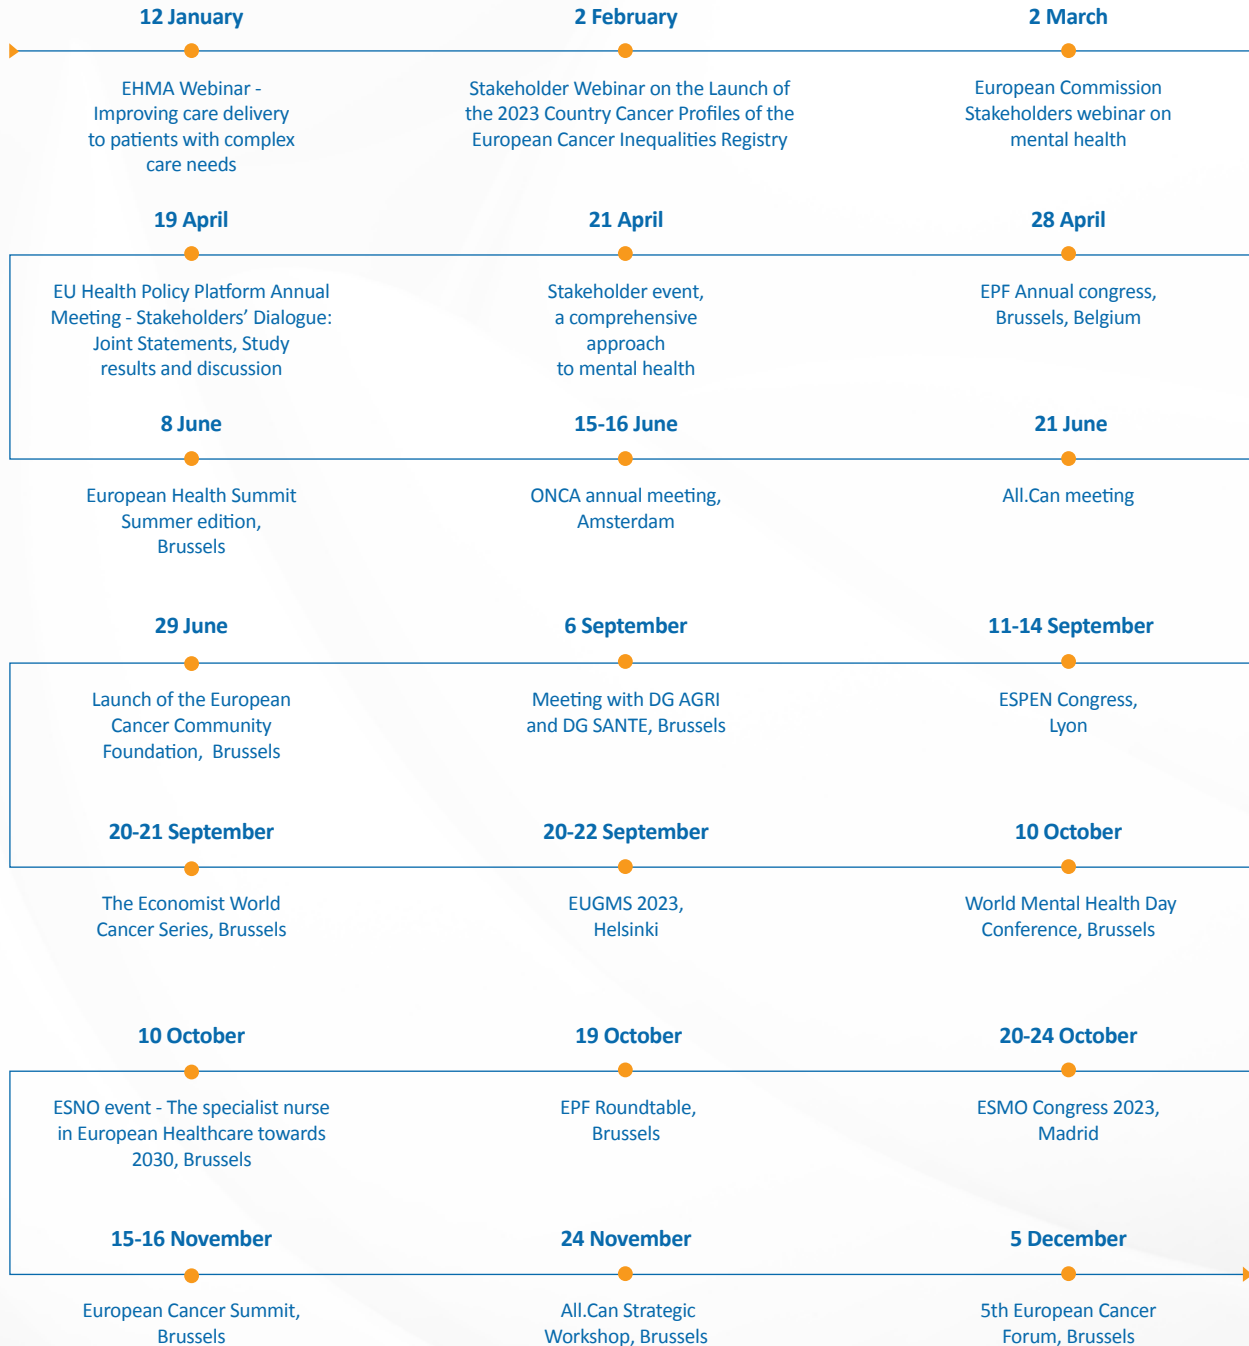 12 January
EHMA Webinar -
Improving care delivery
to patients with complex
care needs
2 February
Stakeholder Webinar on the Launch of
the 2023 Country Cancer Profiles of the
European Cancer Inequalities Registry
2 March
European Commission
Stakeholders webinar on
mental health
19 April
EU Health Policy Platform Annual
Meeting - Stakeholders’ Dialogue:
Joint Statements, Study
results and discussion
21 April
Stakeholder event,
a comprehensive
approach
to mental health
28 April
EPF Annual congress,
Brussels, Belgium
8 June
European Health Summit
Summer edition,
Brussels
15-16 June
ONCA annual meeting,
Amsterdam
21 June
All.Can meeting
29 June
Launch of the European
Cancer Community
Foundation, Brussels
6 September
Meeting with DG AGRI
and DG SANTE, Brussels
11-14 September
ESPEN Congress,
Lyon
20-21 September
The Economist World
Cancer Series, Brussels
20-22 September
EUGMS 2023,
Helsinki
10 October
World Mental Health Day
Conference, Brussels
10 October
ESNO event - The specialist nurse
in European Healthcare towards
2030, Brussels
19 October
EPF Roundtable,
Brussels
20-24 October
ESMO Congress 2023,
Madrid
15-16 November
European Cancer Summit,
Brussels
24 November
All.Can Strategic
Workshop, Brussels
5 December
5th European Cancer
Forum, Brussels